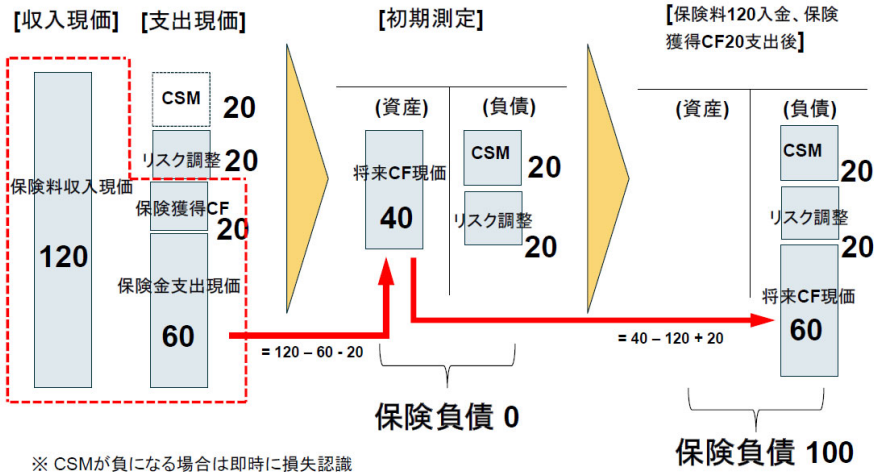 [収入現価]
[支出現価]
[初期測定]
[保険料120入金、保険
獲得CF20支出後]
CSM
20
リスク調整
20
保険料収入現価
120
保険獲得CF
20
保険金支出現価
60
= 120 – 60 - 20
(資産)
(負債)
将来CF現価
40
CSM
20
リスク調整
20
保険負債 0
= 40 – 120 + 20
(資産)
(負債)
CSM
20
リスク調整
20
将来CF現価
60
保険負債 100
※ CSMが負になる場合は即時に損失認識